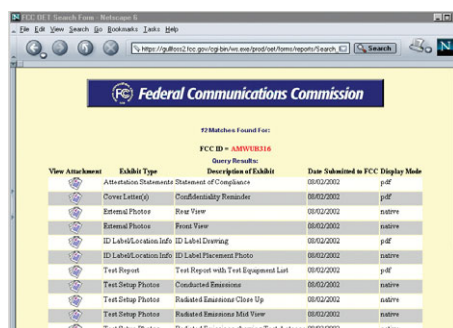 FCC OET Search Form - Netscape 6
File Edit View Search Go Bookmarks Tasks Help
Search
N
FCC Federal Communications Commission
12 Matches Found For:
FCC ID = AMWUR316
Query Results:
View Attachment Exhibit Type Description of Exhibit Date Submitted to FCC Display Mode
Attestation Statements Statement of Compliance 08/02/2002 pdf
Cover Letter(s) Confidentiality Reminder 08/02/2002 pdf
External Photos Rear View 08/02/2002 native
External Photos Front View 08/02/2002 native
ID Label/Location Info ID Label Drawing 08/02/2002 pdf
ID Label/Location Info ID Label Placement Photo 08/02/2002 native
Test Report Test Report with Test Equipment List 08/02/2002 pdf
Test Setup Photos Conducted Emissions 08/02/2002 native
Test Setup Photos Radiated Emissions Close Up 08/02/2002 native
Test Setup Photos Radiated Emissions Mid View 08/02/2002 native